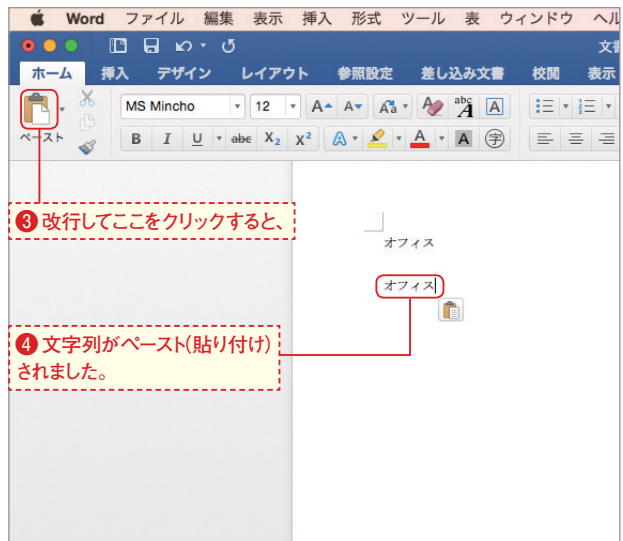 Word ファイル 編集 表示 挿入 形式 ツール 表 ウィンドウ ヘル
文書
ホーム 挿入 デザイン レイアウト 参照設定 差し込み文書 校閲 表示
ペースト
MS Mincho 12 A A Aa abc A A
B I U abc X2 X2 A A A 字
③改行してここをクリックすると、
オフィス
オフィス
④文字列がペースト(貼り付け)
されました。